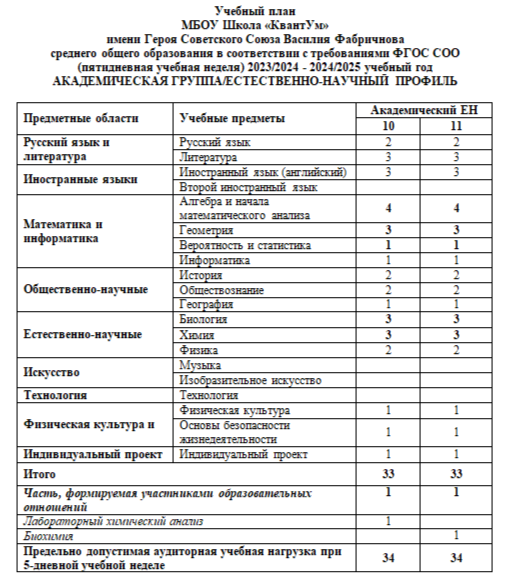 Учебный план
МБОУ Школа «КвантУм»
имени Героя Советского Союза Василия Фабричнова
среднего общего образования в соответствии с требованиями ФГОС СОО
(пятидневная учебная неделя) 2023/2024 - 2024/2025 учебный год
АКАДЕМИЧЕСКАЯ ГРУППА/ЕСТЕСТВЕННО-НАУЧНЫЙ ПРОФИЛЬ
Предметные области Учебные предметы Академический ЕН
10 11
Русский язык и литература Русский язык 2 2
Литература 3 3
Иностранные языки Иностранный язык (английский) 3 3
Второй иностранный язык
Математика и информатика Алгебра и начала математического анализа 4 4
Геометрия 3 3
Вероятность и статистика 1 1
Информатика 1 1
Общественно-научные История 2 2
Обществознание 2 2
География 1 1
Естественно-научные Биология 3 3
Химия 3 3
Физика 2 2
Искусство Музыка
Изобразительное искусство
Технология Технология
Физическая культура и Физическая культура 1 1
Основы безопасности жизнедеятельности 1 1
Индивидуальный проект Индивидуальный проект 1 1
Итого 33 33
Часть, формируемая участниками образовательных отношений 1 1
Лабораторный химический анализ 1
Биохимия 1
Предельно допустимая аудиторная учебная нагрузка при 5-дневной учебной неделе 34 34